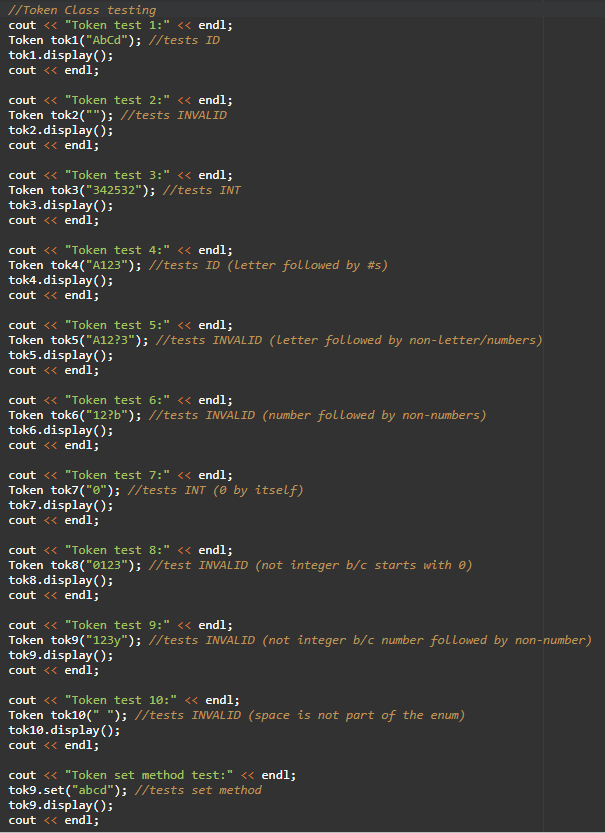 //Token Class testing
cout << "Token test 1:" << endl;
Token tok1("AbCd"); //tests ID
tok1.display();
cout << endl;
cout << "Token test 2:" << endl;
Token tok2(""); //tests INVALID
tok2.display();
cout << endl;
cout << "Token test 3:" << endl;
Token tok3("342532"); //tests INT
tok3.display();
cout << endl;
cout << "Token test 4:" << endl;
Token tok4("A123"); //tests ID (letter followed by #s)
tok4.display();
cout << endl;
cout << "Token test 5:" << endl;
Token tok5("A12?3"); //tests INVALID (letter followed by non-letter/numbers)
tok5.display();
cout << endl;
cout << "Token test 6:" << endl;
Token tok6("12?b"); //tests INVALID (number followed by non-numbers)
tok6.display();
cout << endl;
cout << "Token test 7:" << endl;
Token tok7("0"); //tests INT (0 by itself)
tok7.display();
cout << endl;
cout << "Token test 8:" << endl;
Token tok8("0123"); //test INVALID (not integer b/c starts with 0)
tok8.display();
cout << endl;
cout << "Token test 9:" << endl;
Token tok9("123y"); //tests INVALID (not integer b/c number followed by non-number)
tok9.display();
cout << endl;
cout << "Token test 10:" << endl;
Token tok10(" "); //tests INVALID (space is not part of the enum)
tok10.display();
cout << endl;
cout << "Token set method test:" << endl;
tok9.set("abcd"); //tests set method
tok9.display();
cout << endl;